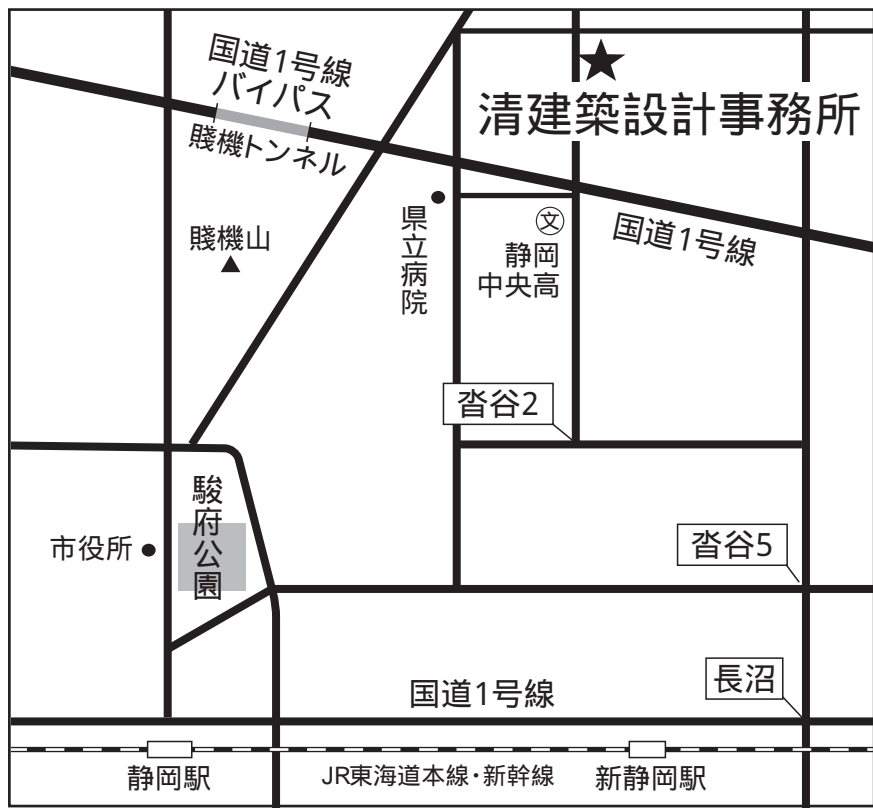 国道1号線
バイパス
賤機トンネル
清建築設計事務所
県立病院
文
静岡
中央高
国道1号線
賤機山
沓谷2
駿府公園
市役所
沓谷5
長沼
国道1号線
静岡駅
JR東海道本線・新幹線
新静岡駅